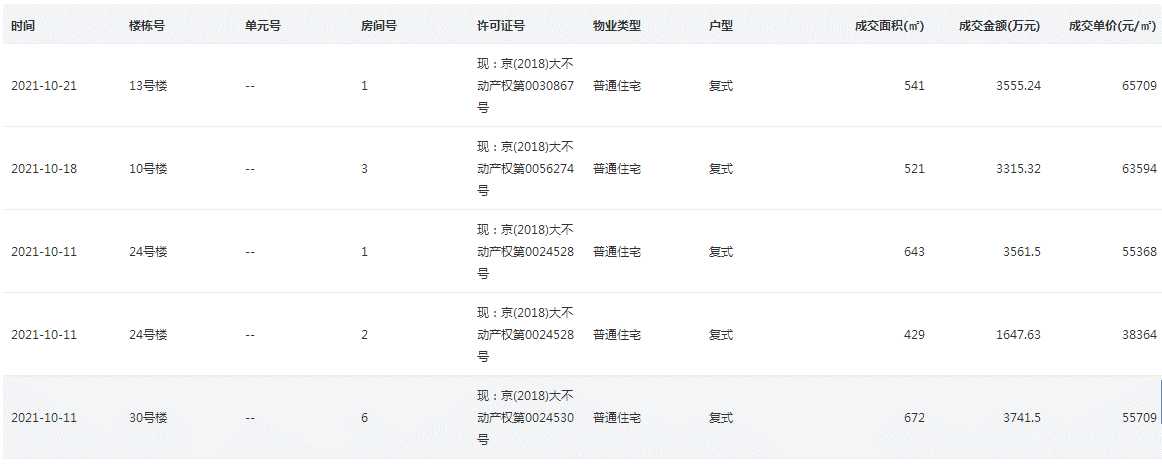 时间 楼栋号 单元号 房间号 许可证号 物业类型 户型 成交面积(㎡) 成交金额(万元) 成交单价(元/㎡)
现：京(2018)大不
2021-10-21 13号楼 -- 1 动产权第0030867 普通住宅 复式 541 3555.24 65709
号
现：京(2018)大不
2021-10-18 10号楼 -- 3 动产权第0056274 普通住宅 复式 521 3315.32 63594
号
现：京(2018)大不
2021-10-11 24号楼 -- 1 动产权第0024528 普通住宅 复式 643 3561.5 55368
号
现：京(2018)大不
2021-10-11 24号楼 -- 2 动产权第0024528 普通住宅 复式 429 1647.63 38364
号
现：京(2018)大不
2021-10-11 30号楼 -- 6 动产权第0024530 普通住宅 复式 672 3741.5 55709
号